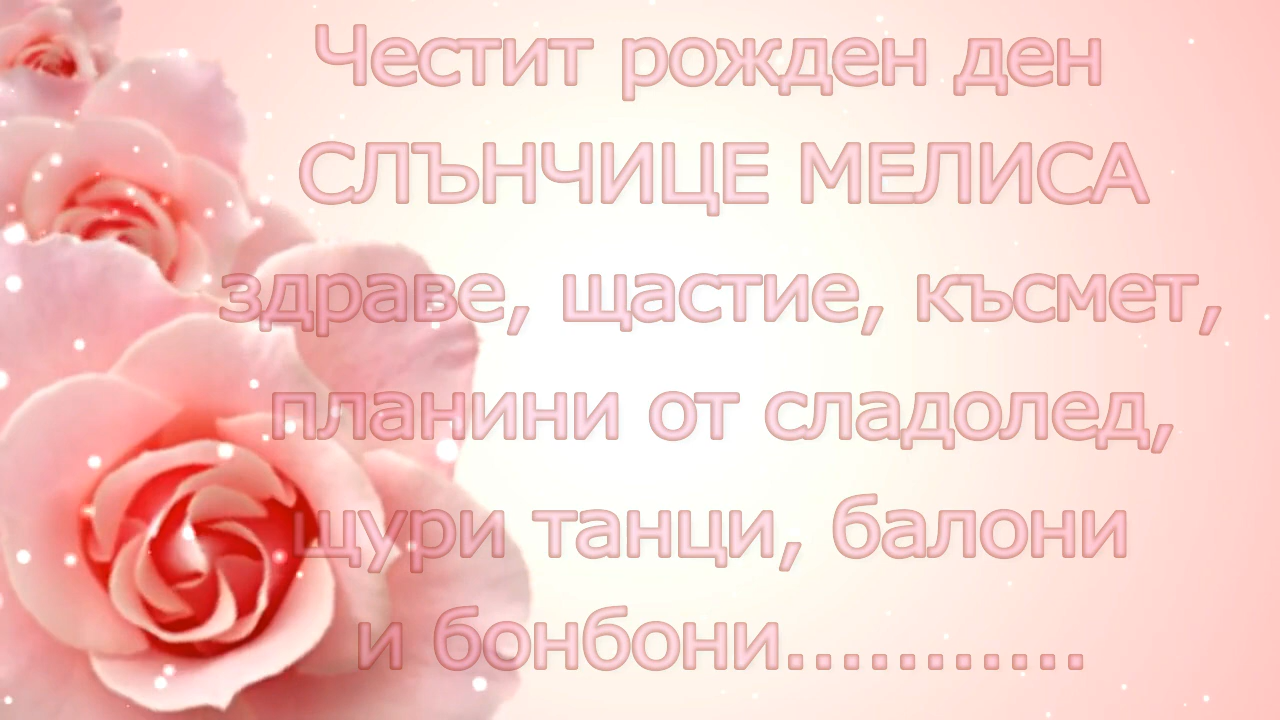 Честит рожден ден
СЛЪНЧИЦЕ МЕЛИСА
здраве, щастие, късмет,
планини от сладолед,
щури танци, балони
и бонбони...........